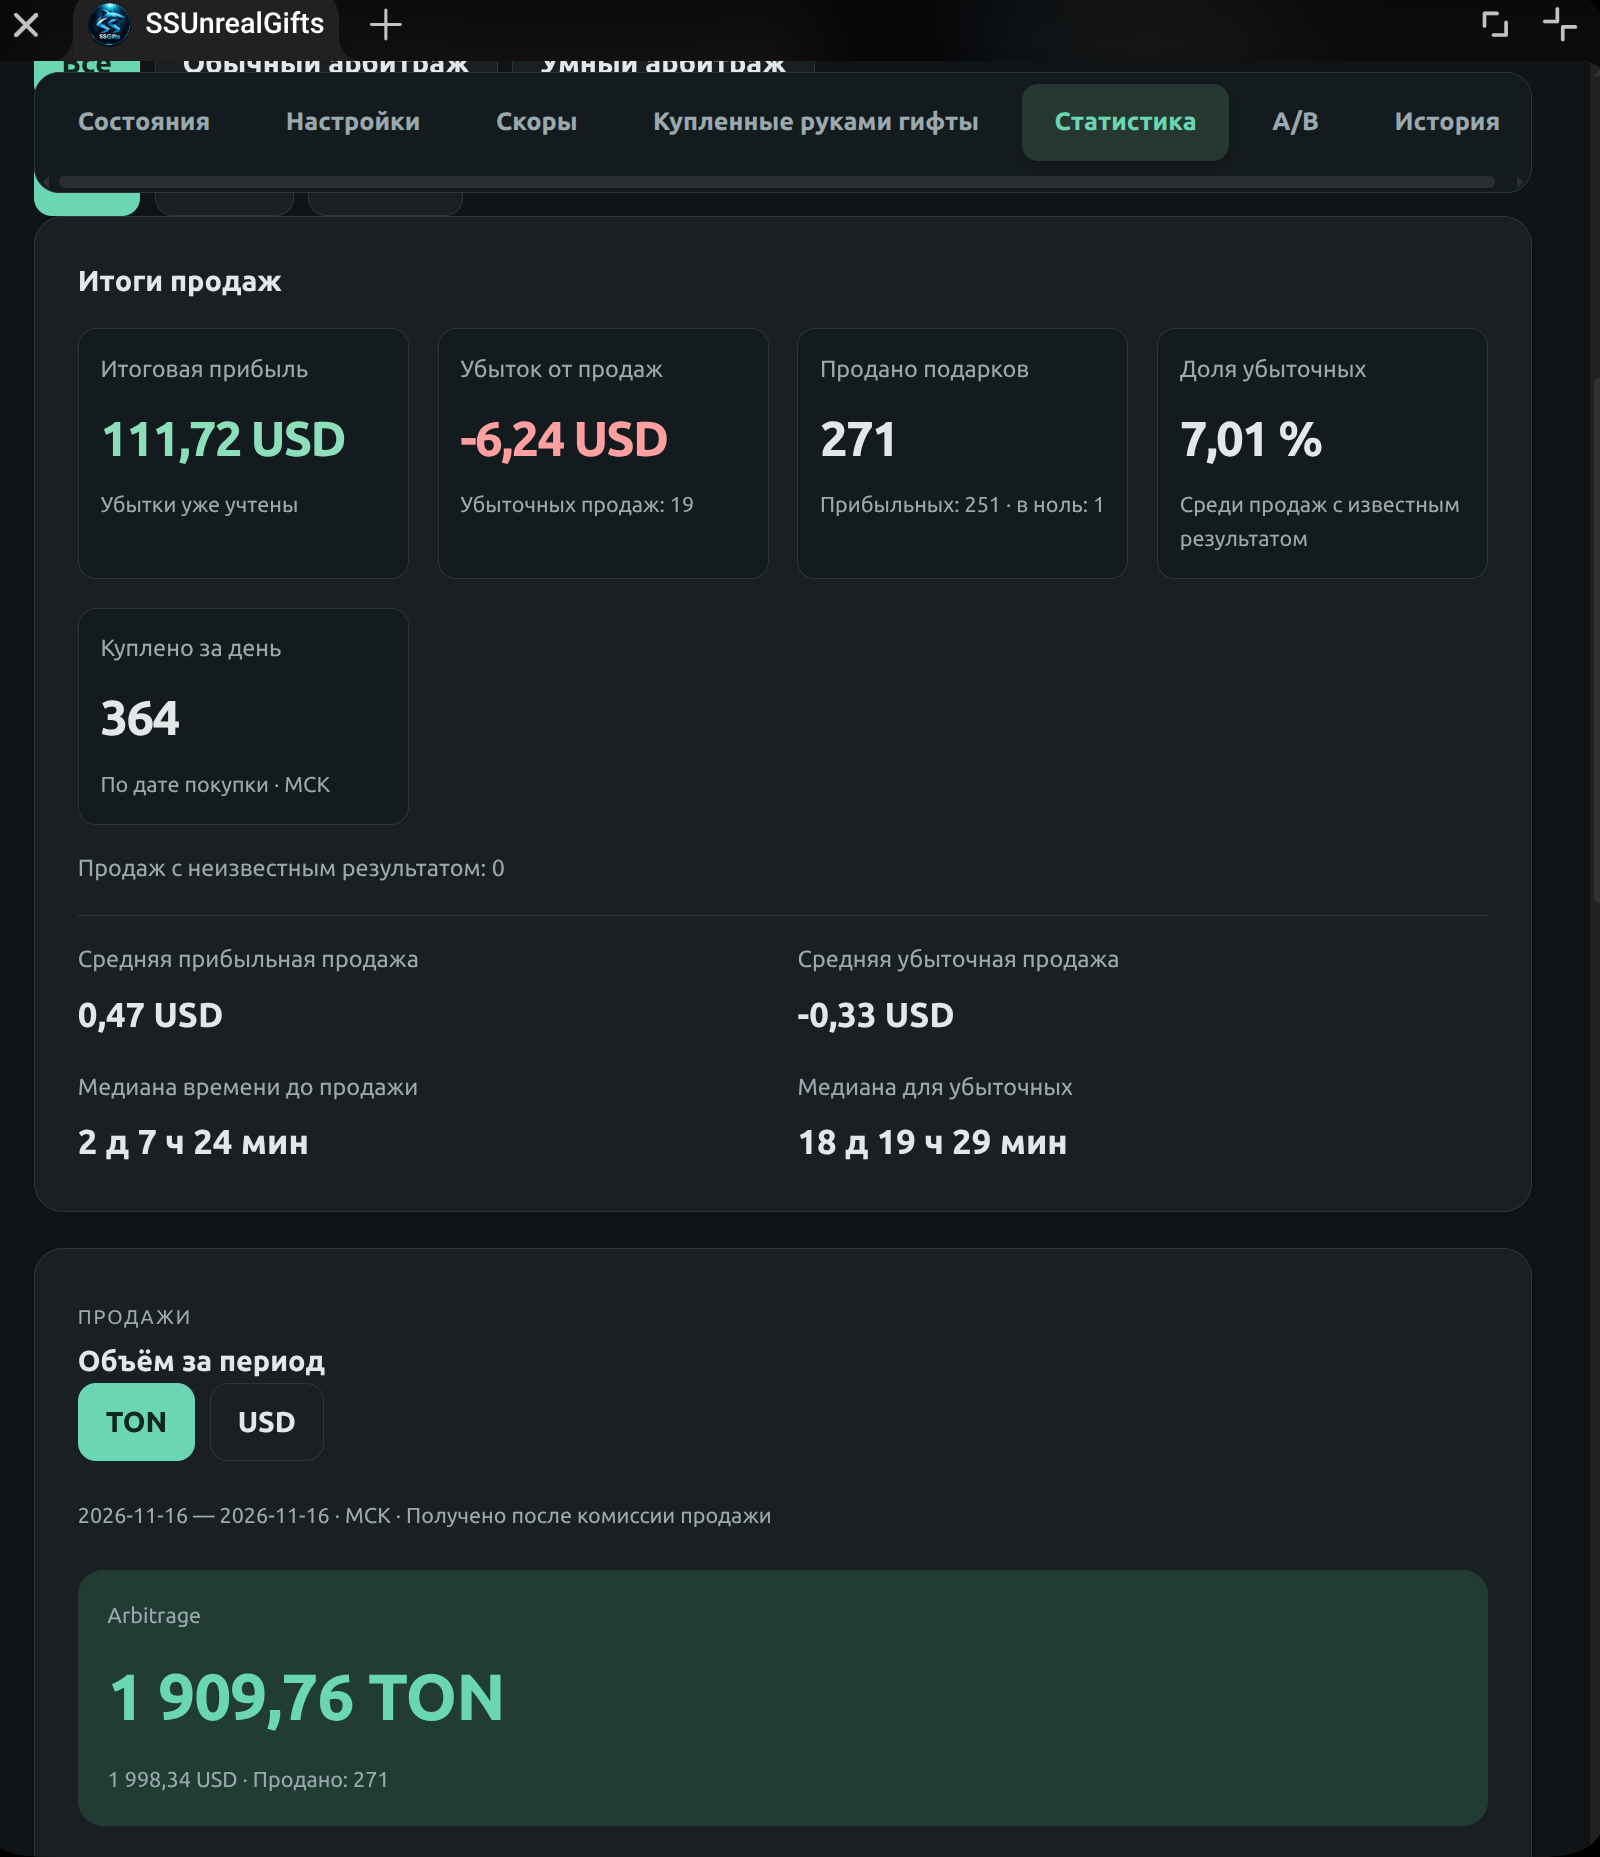 SSUnrealGifts
Все Обычный арбитраж Умный арбитраж
Состояния Настройки Скоры Купленные руками гифты Статистика A/B История
Итоги продаж
Итоговая прибыль
111,72 USD
Убытки уже учтены
Убыток от продаж
-6,24 USD
Убыточных продаж: 19
Продано подарков
271
Прибыльных: 251 · в ноль: 1
Доля убыточных
7,01 %
Среди продаж с известным
результатом
Куплено за день
364
По дате покупки · МСК
Продаж с неизвестным результатом: 0
Средняя прибыльная продажа
0,47 USD
Средняя убыточная продажа
-0,33 USD
Медиана времени до продажи
2 д 7 ч 24 мин
Медиана для убыточных
18 д 19 ч 29 мин
ПРОДАЖИ
Объём за период
TON USD
2026-11-16 — 2026-11-16 · МСК · Получено после комиссии продажи
Arbitrage
1 909,76 TON
1 998,34 USD · Продано: 271